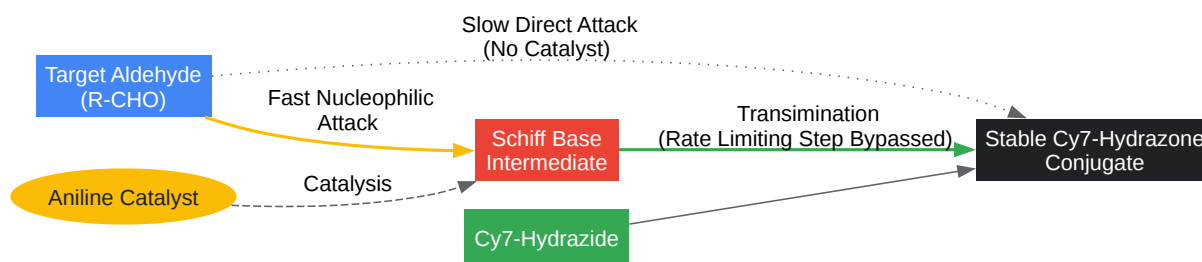 Slow Direct Attack
(No Catalyst)
Target Aldehyde
(R-CHO)
Fast Nucleophilic
Attack
Transimination
(Rate Limiting Step Bypassed)
Schiff Base
Intermediate
Stable Cy7-Hydrazone
Conjugate
Aniline Catalyst
Catalysis
Cy7-Hydrazide